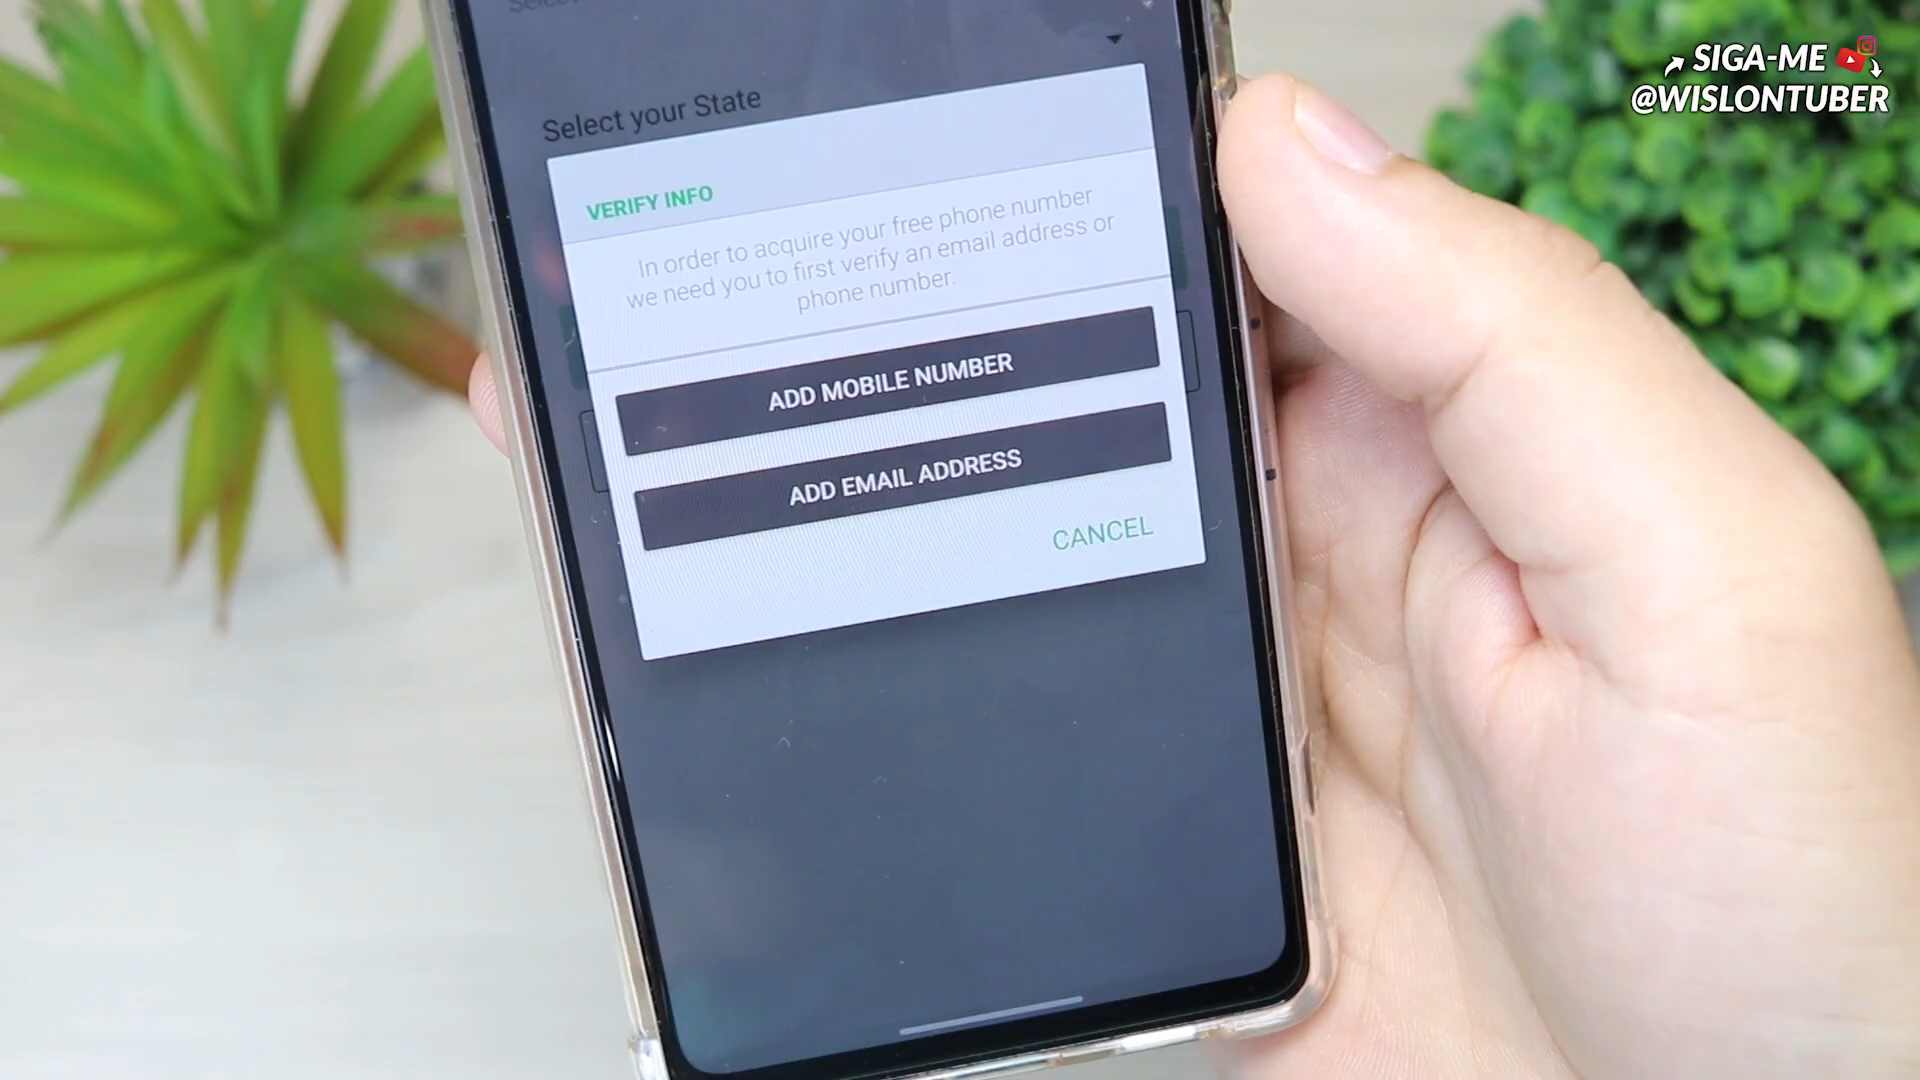 SIGA-ME
@WISLONTUBER
Select
Select your State
VERIFY INFO
In order to acquire your free phone number
we need you to first verify an email address or
phone number.
ADD MOBILE NUMBER
ADD EMAIL ADDRESS
CANCEL